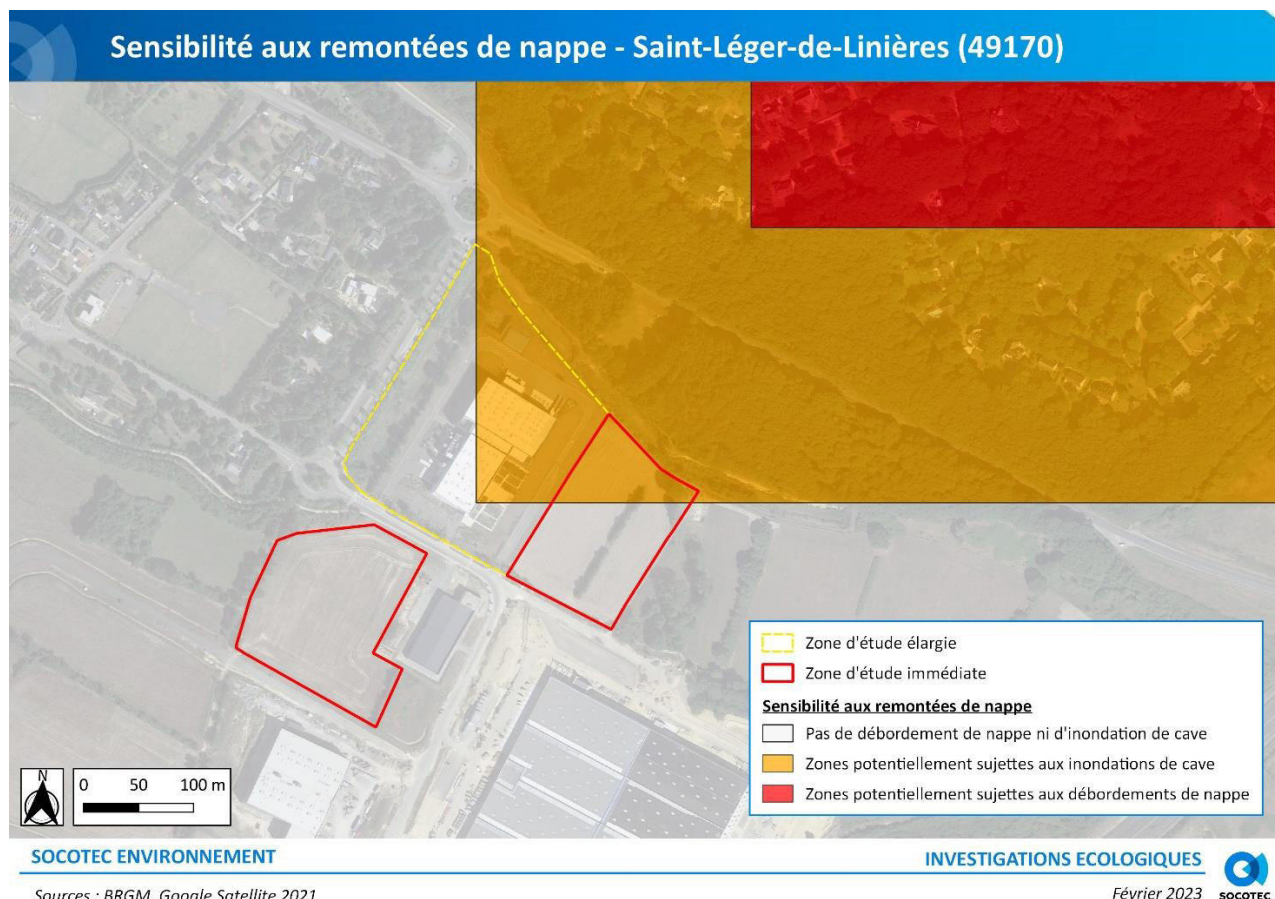 Sensibilité aux remontées de nappe - Saint-Léger-de-Linières (49170)
Zone d'étude élargie
Zone d'étude immédiate
Sensibilité aux remontées de nappe
Pas de débordement de nappe ni d'inondation de cave
Zones potentiellement sujettes aux inondations de cave
Zones potentiellement sujettes aux débordements de nappe
N
0 50 100 m
SOCOTEC ENVIRONNEMENT
INVESTIGATIONS ECOLOGIQUES
Sources : BRGM, Google Satellite 2021
Février 2023
SOCOTEC